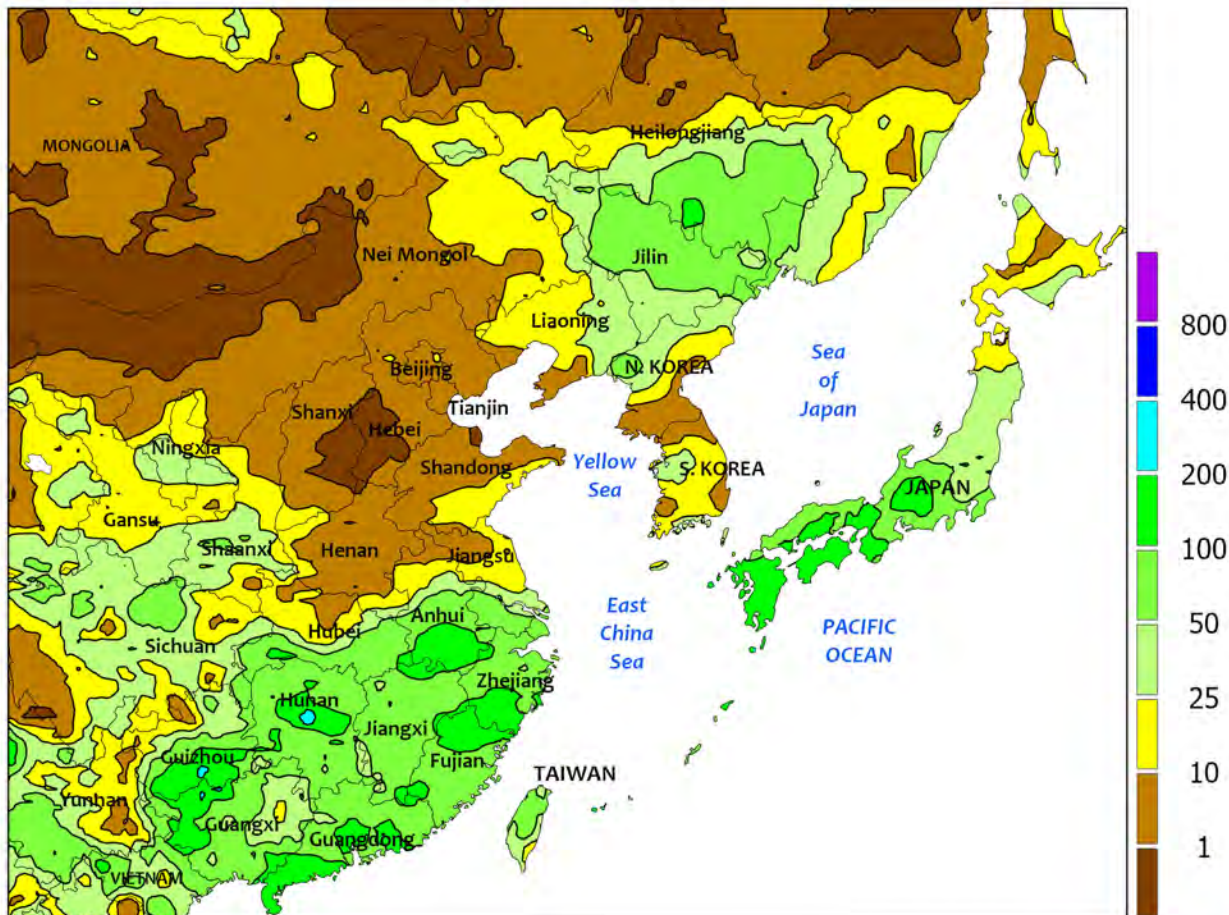 Heilongjiang
MONGOLIA
Nei Mongol
Jilin
Liaoning
Beijing
N. KOREA
Sea
of
Japan
Shanxi
Tianjin
Hebei
Ningxia
Shandong
Yellow
Sea
S. KOREA
JAPAN
Gansu
Shaanxi
Henan
Jiangsu
East
China
Sea
PACIFIC
OCEAN
Anhui
Hubei
Sichuan
Zhejiang
Huhan
Jiangxi
Guizhou
Fujian
TAIWAN
Yunhan
Guangxi
Guangdong
VIETNAM
800
400
200
100
50
25
10
1